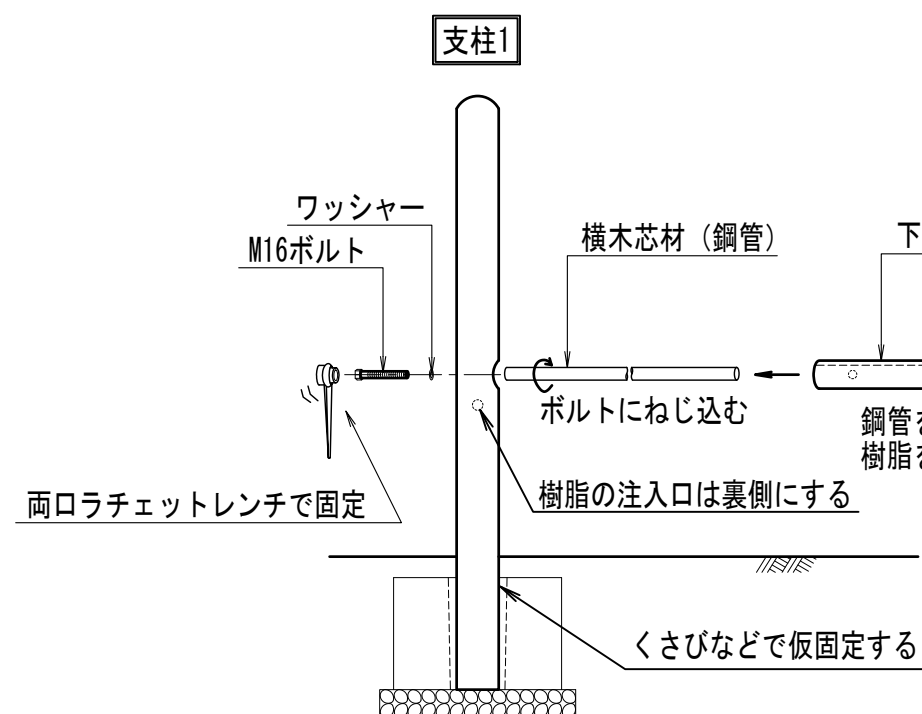 支柱1
ワッシャー
M16ボルト
横木芯材（鋼管）
下
ボルトにねじ込む
鋼管を
樹脂を
樹脂の注入口は裏側にする
両口ラチェットレンチで固定
くさびなどで仮固定する